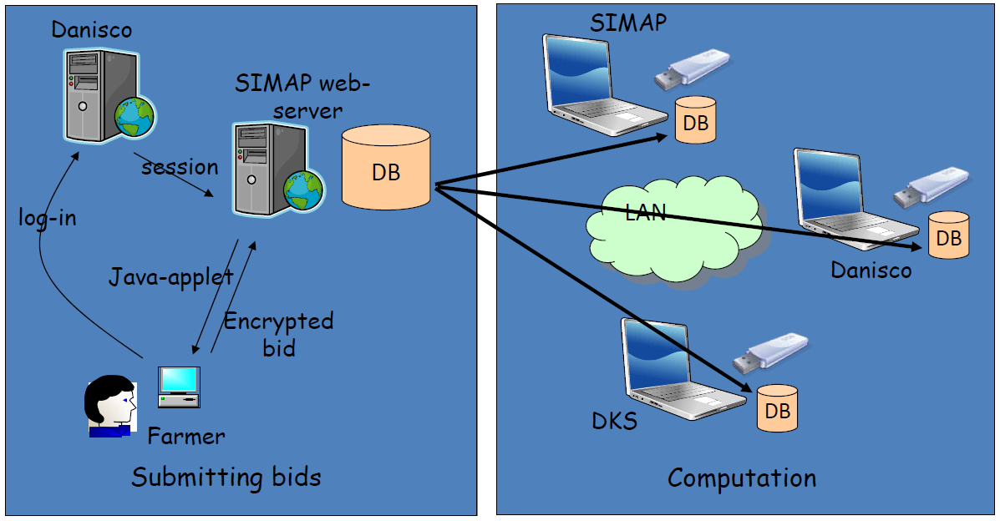 Danisco
SIMAP web-
server
DB
session
log-in
Java-applet
Encrypted
bid
Farmer
Submitting bids
SIMAP
DB
LAN
DB
Danisco
DKS
DB
Computation